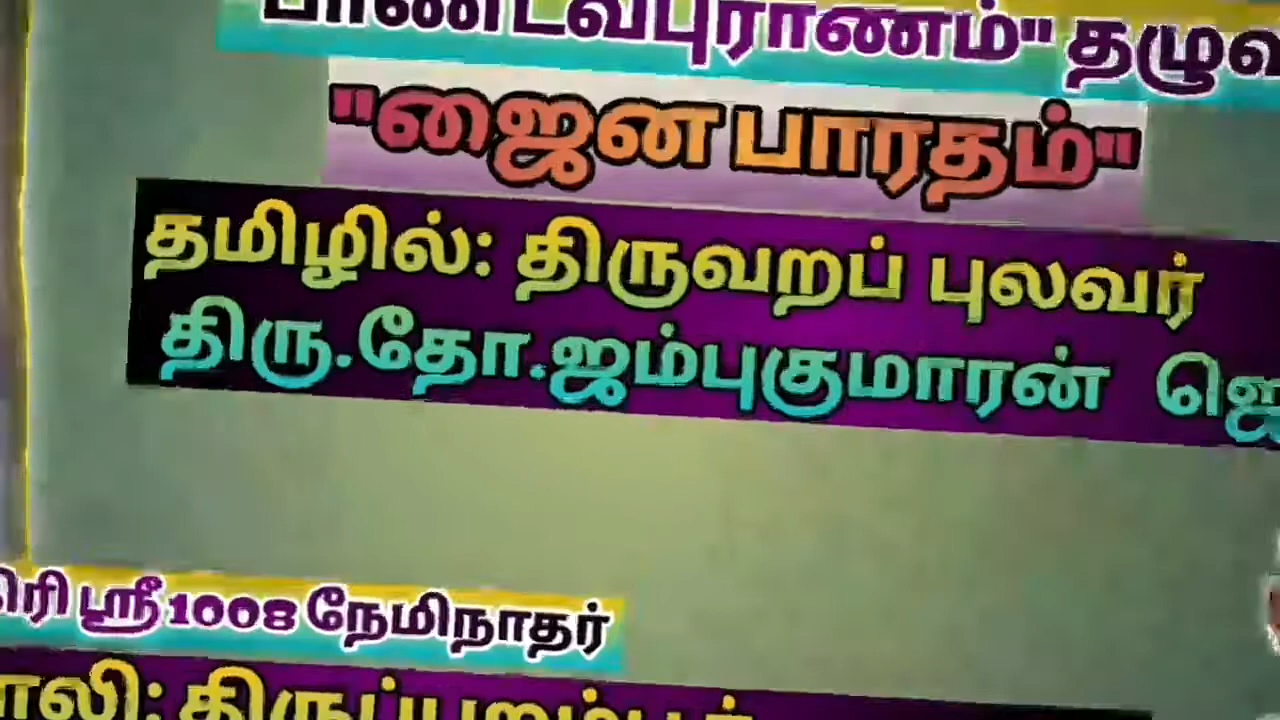 பாண்டவபுராணம்" தழுவ
"ஜைன பாரதம்"
தமிழில்: திருவறப் புலவர்
திரு.தோ.ஜம்புகுமாரன் ஜெ
ரி ஸ்ரீ 1008 நேமிநாதர்